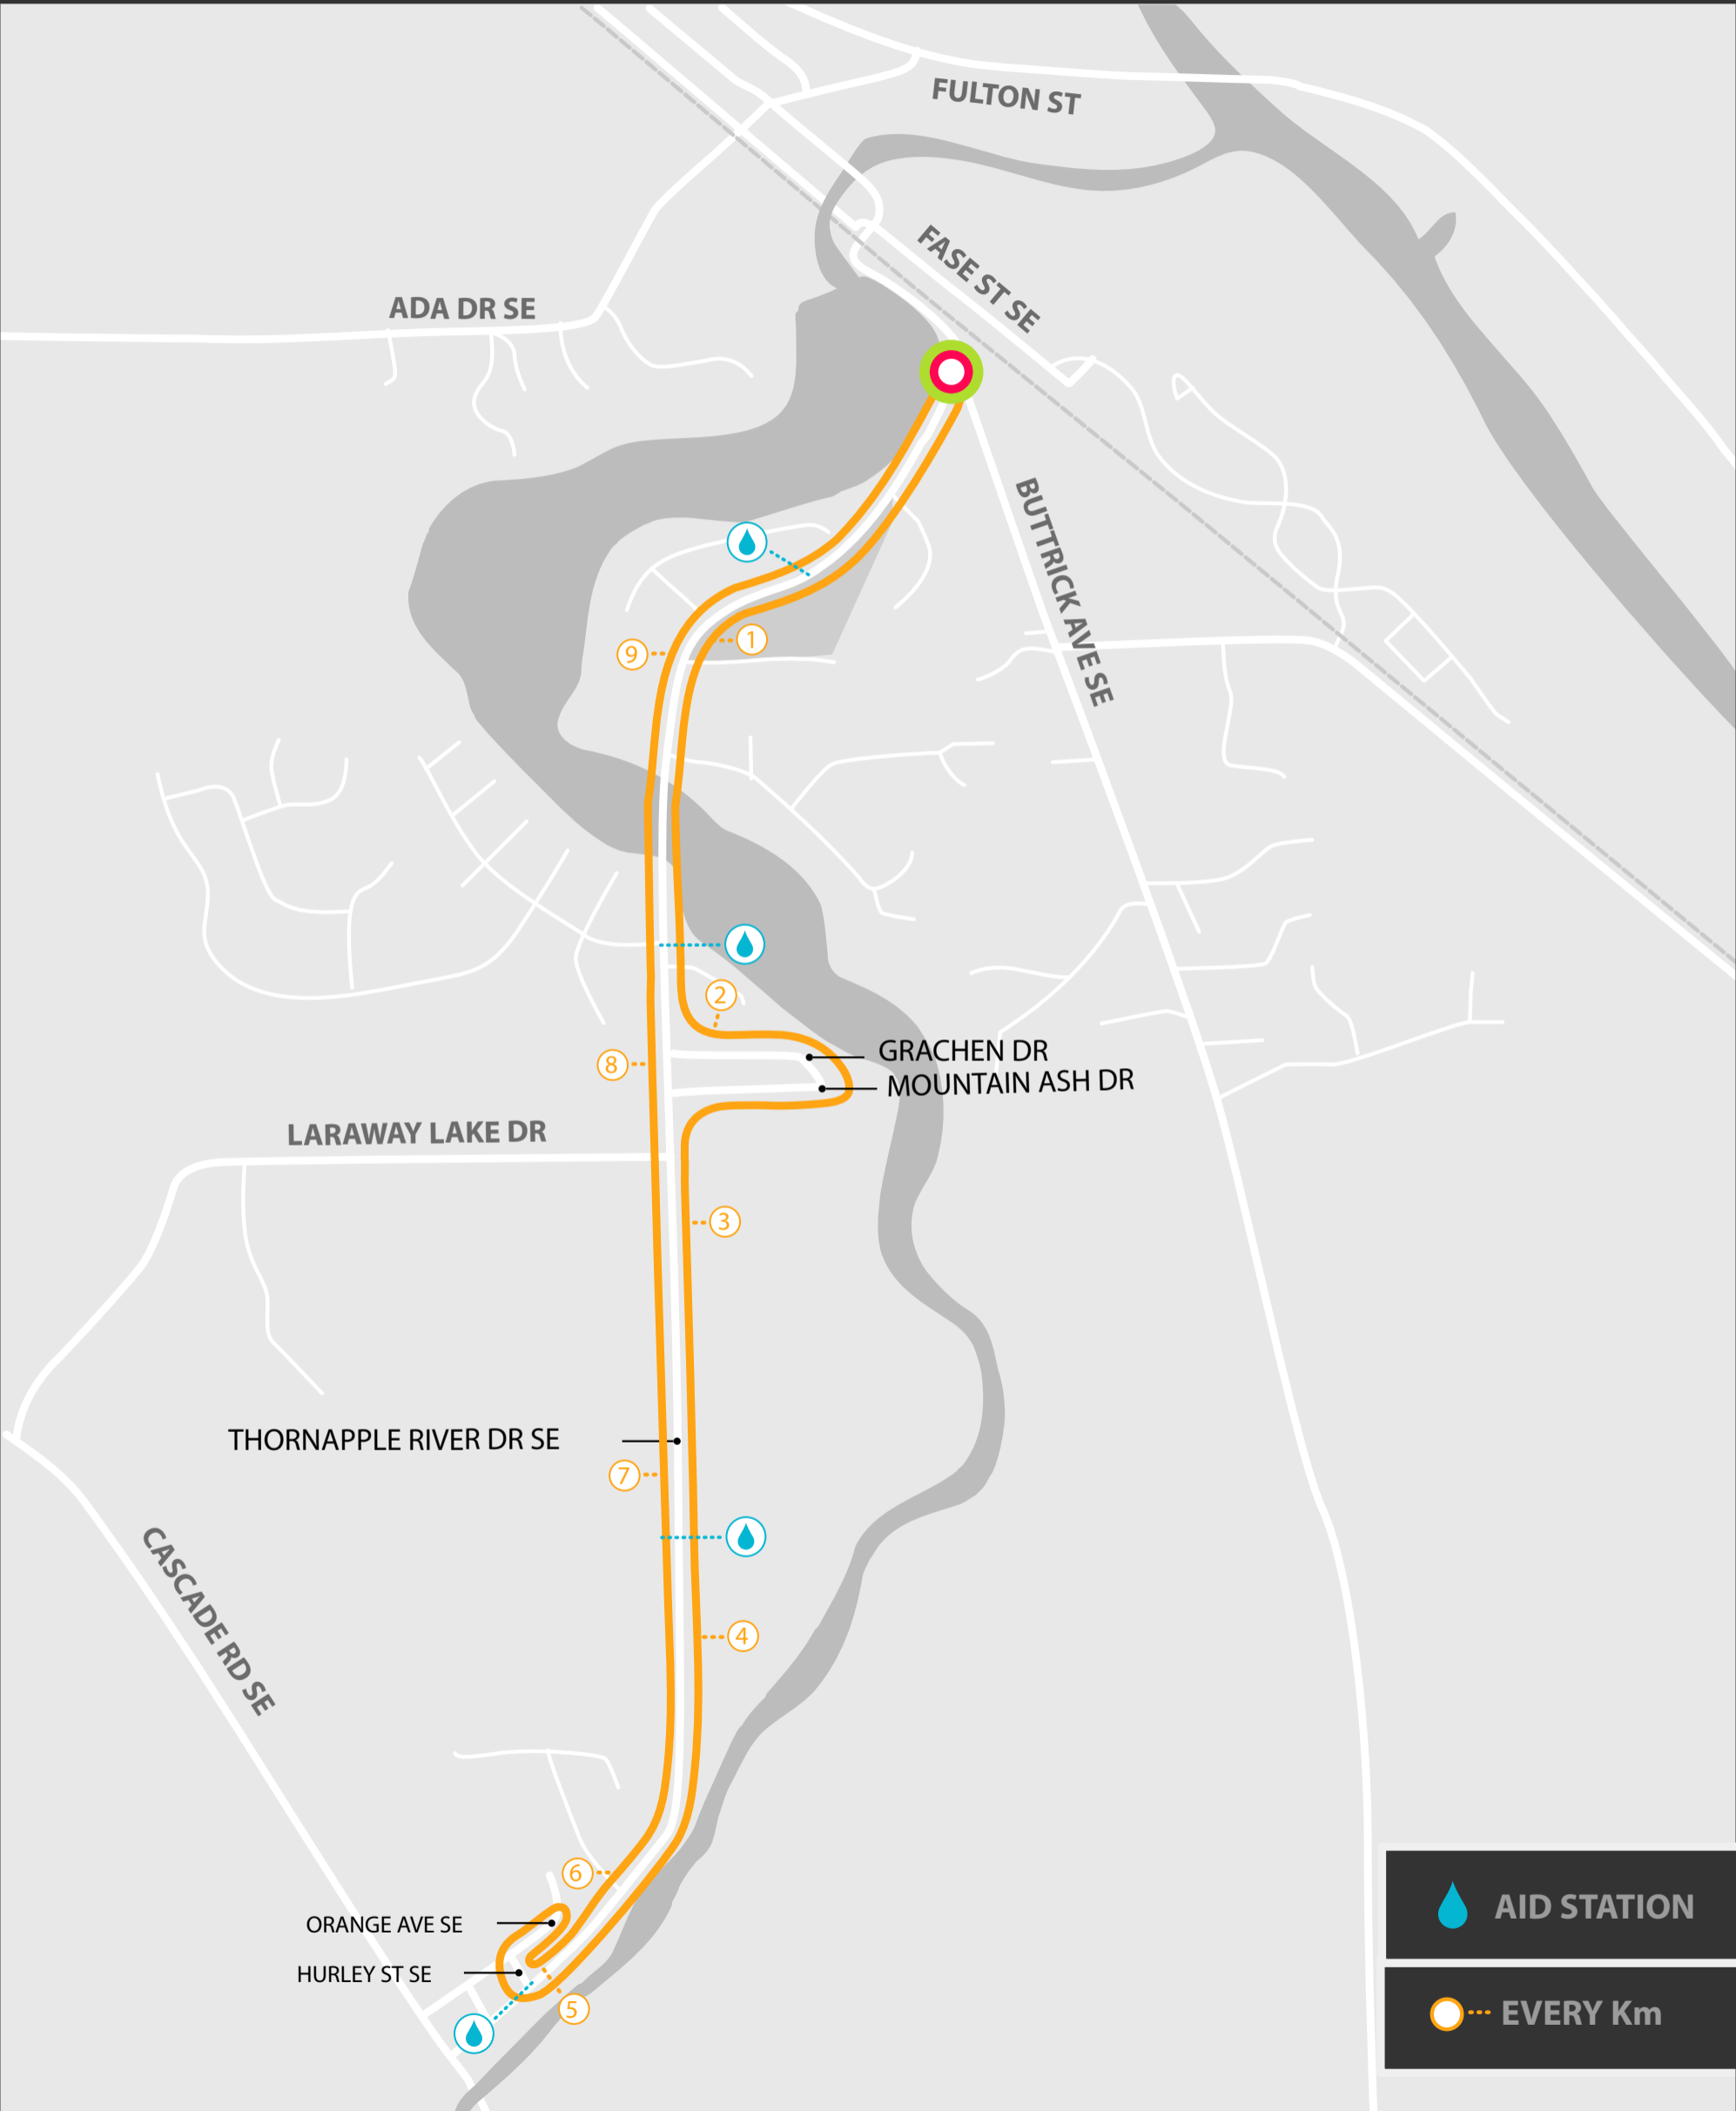 FULTON ST
FASE ST SE
ADA DR SE
BUTTRICK AVE SE
1
9
2
GRACHEN DR
8
MOUNTAIN ASH DR
LARAWAY LAKE DR
3
THORNAPPLE RIVER DR SE
7
CASCADE RD SE
4
6
ORANGE AVE SE
HURLEY ST SE
5
AID STATION
EVERY Km